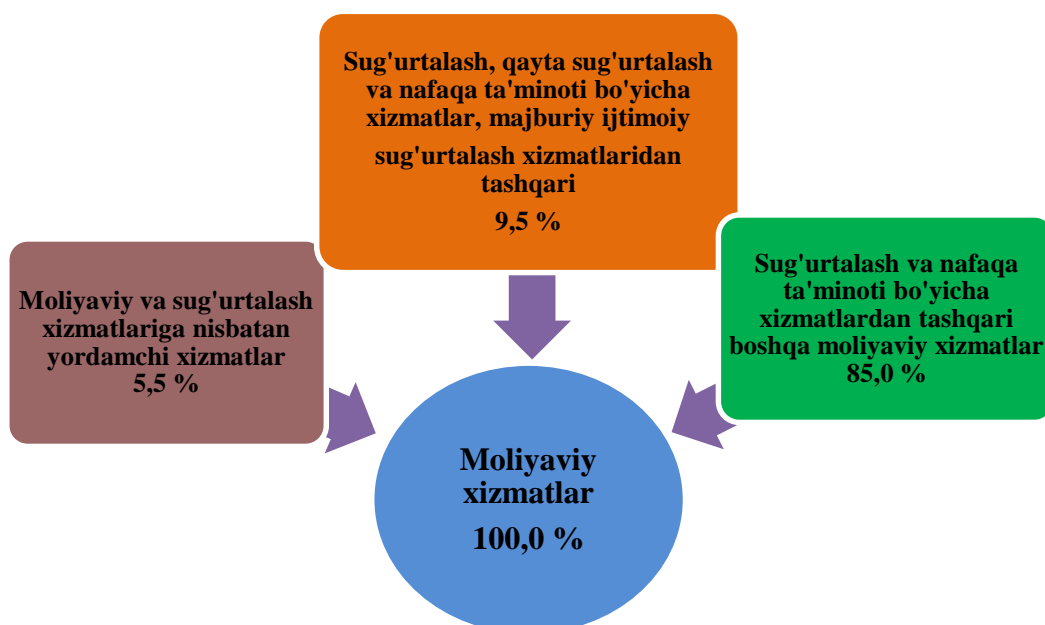 Sug'urtalash, qayta sug'urtalash
va nafaqa ta'minoti bo'yicha
xizmatlar, majburiy ijtimoiy
sug'urtalash xizmatlaridan
tashqari
9,5 %
Moliyaviy va sug'urtalash
xizmatlariga nisbatan
yordamchi xizmatlar
5,5 %
Sug'urtalash va nafaqa
ta'minoti bo'yicha
xizmatlardan tashqari
boshqa moliyaviy xizmatlar
85,0 %
Moliyaviy
xizmatlar
100,0 %